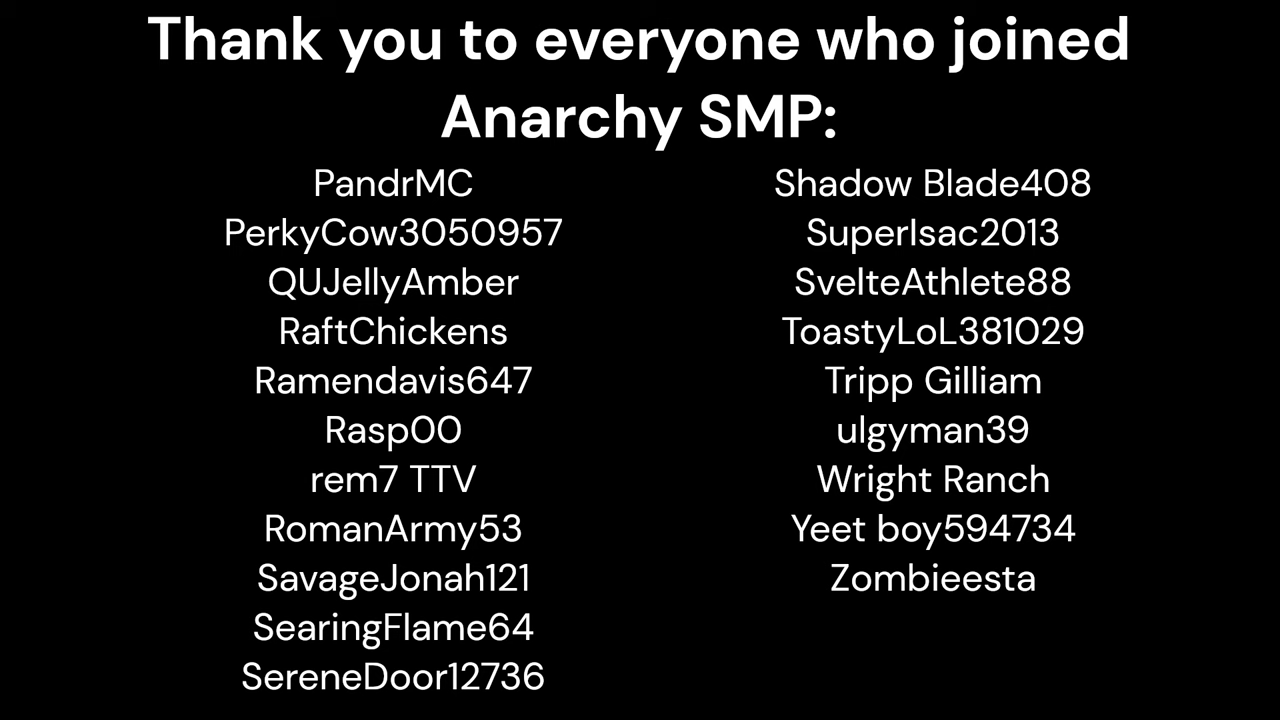 Thank you to everyone who joined
Anarchy SMP:
PandrMC
PerkyCow3050957
QUJellyAmber
RaftChickens
Ramendavis647
Rasp00
rem7 TTV
RomanArmy53
SavageJonah121
SearingFlame64
SereneDoor12736
Shadow Blade408
SuperIsac2013
SvelteAthlete88
ToastyLoL381029
Tripp Gilliam
ulgyman39
Wright Ranch
Yeet boy594734
Zombieesta